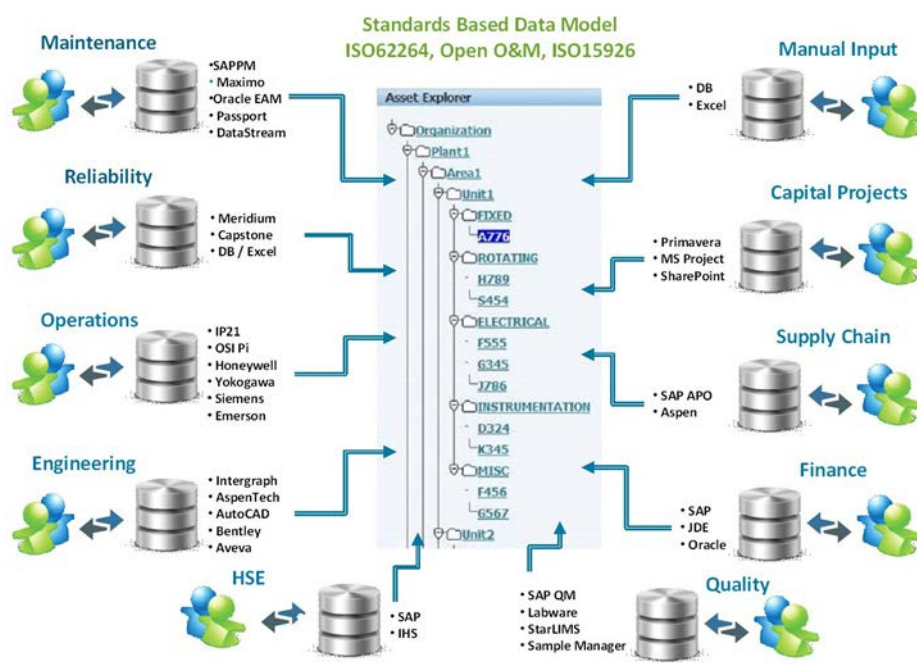 Standards Based Data Model
ISO62264, Open O&M, ISO15926
Maintenance
•SAPPM
• Maximo
•Oracle EAM
• Passport
• DataStream
Reliability
• Meridium
• Capstone
• DB / Excel
Operations
• IP21
• OSI Pi
• Honeywell
• Yokogawa
• Siemens
• Emerson
Engineering
• Intergraph
• AspenTech
• AutoCAD
• Bentley
• Aveva
HSE
• SAP
• IHS
Asset Explorer
Organization
Plant1
Area1
Unit1
FIXED
A776
ROTATING
H789
S454
ELECTRICAL
F555
G345
J786
INSTRUMENTATION
D324
K345
MISC
F456
G567
Unit2
Manual Input
• DB
• Excel
Capital Projects
• Primavera
• MS Project
• SharePoint
Supply Chain
• SAP APO
• Aspen
Finance
• SAP
• JDE
• Oracle
Quality
• SAP QM
• Labware
• StarLIMS
• Sample Manager